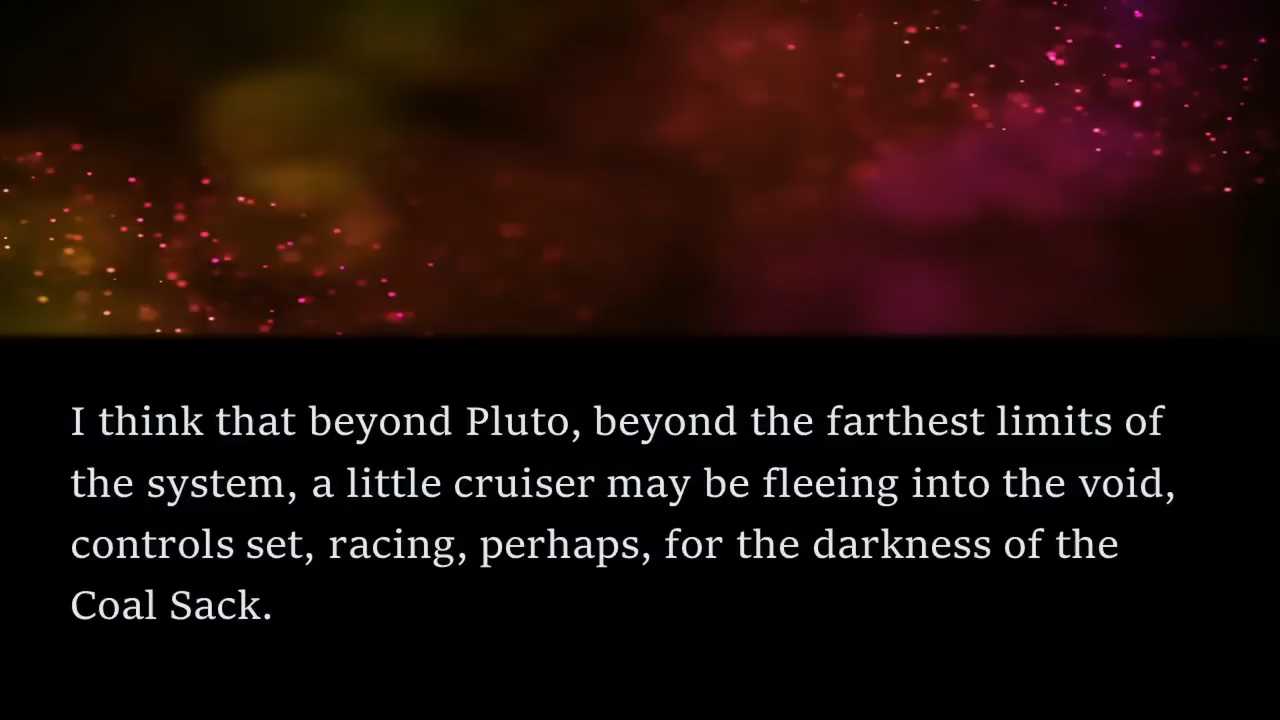 I think that beyond Pluto, beyond the farthest limits of
the system, a little cruiser may be fleeing into the void,
controls set, racing, perhaps, for the darkness of the
Coal Sack.